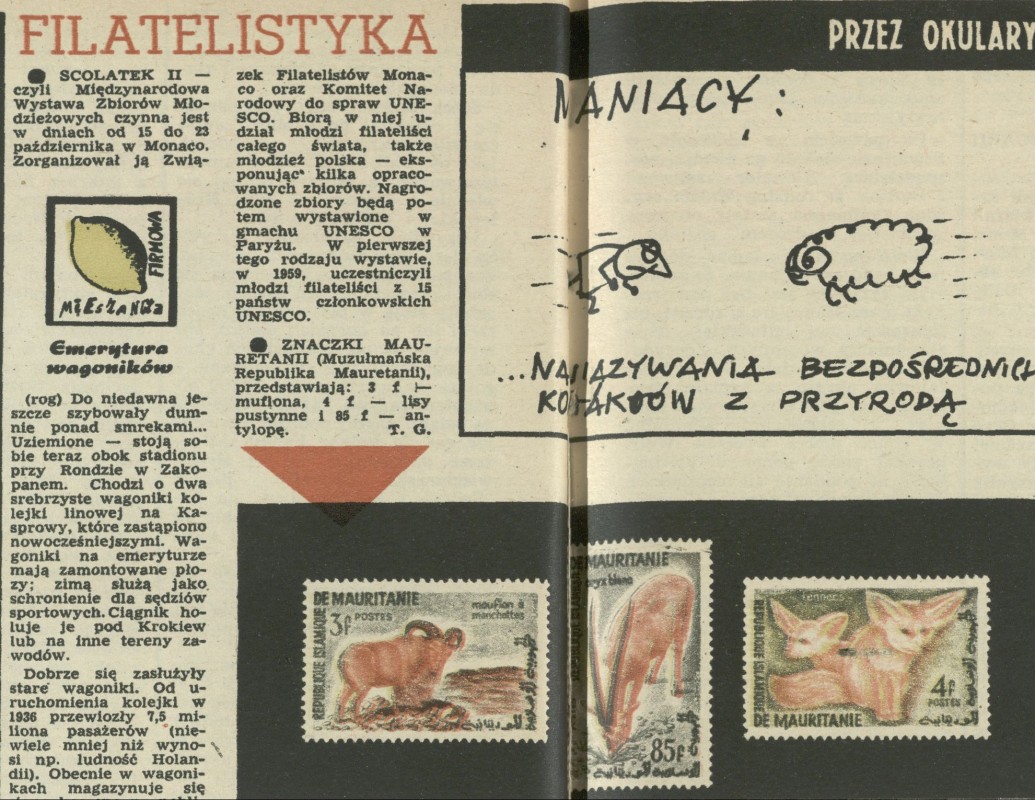 FILATELISTYKA
● SCOLATEK II —
czyli Międzynarodowa
Wystawa Zbiorów Mło-
dzieżowych czynna jest
w dniach od 15 do 23
października w Monaco.
Zorganizował ją Zwią-
zek Filatelistów Mona-
co oraz Komitet Na-
rodowy do spraw UNE-
SCO. Biorą w niej u-
dział młodzi filateliści
całego świata, także
młodzież polska — eks-
ponując kilka opraco-
wanych zbiorów. Nagro-
dzone zbiory będą po-
tem wystawione w
gmachu UNESCO w
Paryżu. W pierwszej
tego rodzaju wystawie,
w 1959, uczestniczyli
młodzi filateliści z 15
państw członkowskich
UNESCO.
● ZNACZKI MAU-
RETANII (Muzułmańska
Republika Mauretanii),
przedstawiają: 3 f —
muflona, 4 f — lisy
pustynne i 85 f — an-
tylopę. T. G.
MIESZANKA
FIRMOWA
Emerytura
wagoników
(rog) Do niedawna je-
szcze szybowały dum-
nie ponad smrekami...
Uziemione — stoją so-
bie teraz obok stadionu
przy Rondzie w Zako-
panem. Chodzi o dwa
srebrzyste wagoniki ko-
lejki linowej na Ka-
sprowy, które zastąpiono
nowocześniejszymi. Wa-
goniki na emeryturze
mają zamontowane pło-
zy; zimą służą jako
schronienie dla sędziów
sportowych. Ciągnik ho-
luje je pod Krokiew
lub na inne tereny za-
wodów.
Dobrze się zasłużyły
stare wagoniki. Od u-
ruchomienia kolejki w
1936 przewiozły 7,5 mi-
liona pasażerów (nie-
wiele mniej niż wyno-
si np. ludność Holan-
dii). Obecnie w wagoni-
kach magazynuje się
PRZEZ OKULARY
MANIACY:
...NAWIĄZYWANIA BEZPOŚREDNICH
KONTAKTÓW Z PRZYRODĄ
REPUBLIQUE ISLAMIQUE
DE MAURITANIE
3f POSTES
mouflon à
manchettes
REPUBLIQUE ISLAMIQUE DE
MAURITANIE
oryx blanc
85f
fennecs
REPUBLIQUE ISLAMIQUE
DE MAURITANIE
4f
POSTES